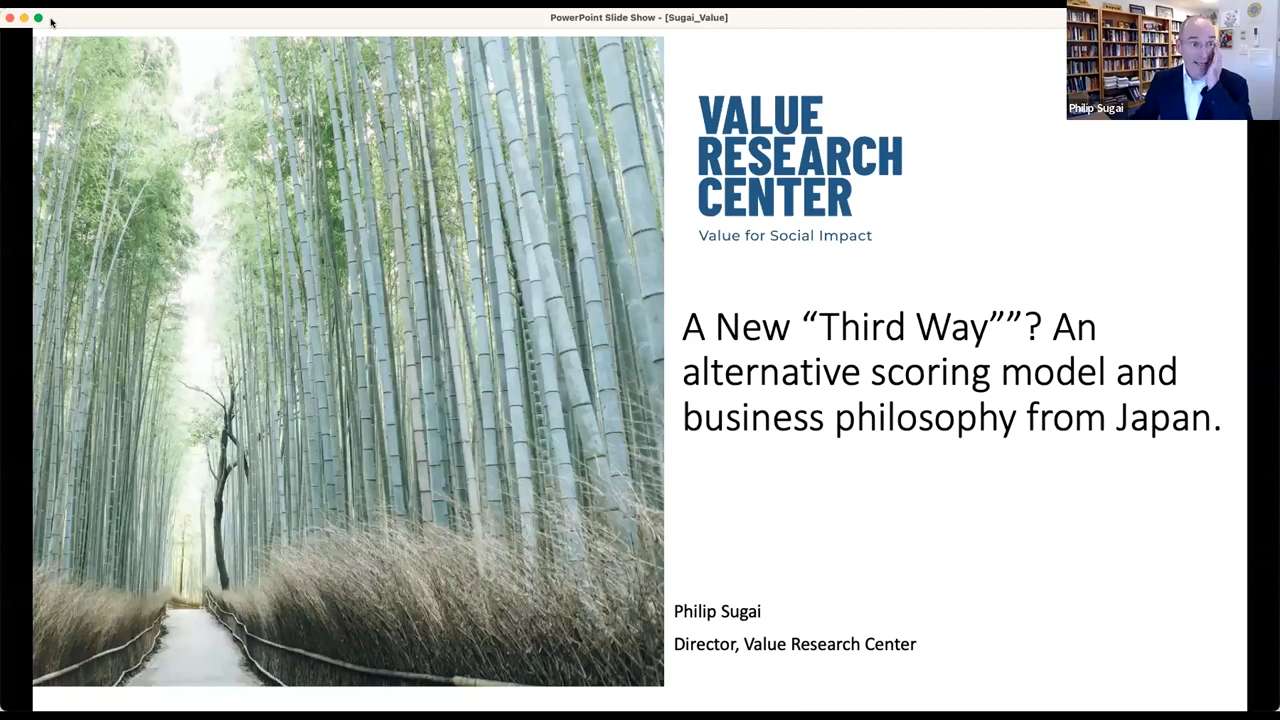 PowerPoint Slide Show - [Sugai_Value]
Philip Sugai
VALUE
RESEARCH
CENTER
Value for Social Impact
A New “Third Way””? An
alternative scoring model and
business philosophy from Japan.
Philip Sugai
Director, Value Research Center